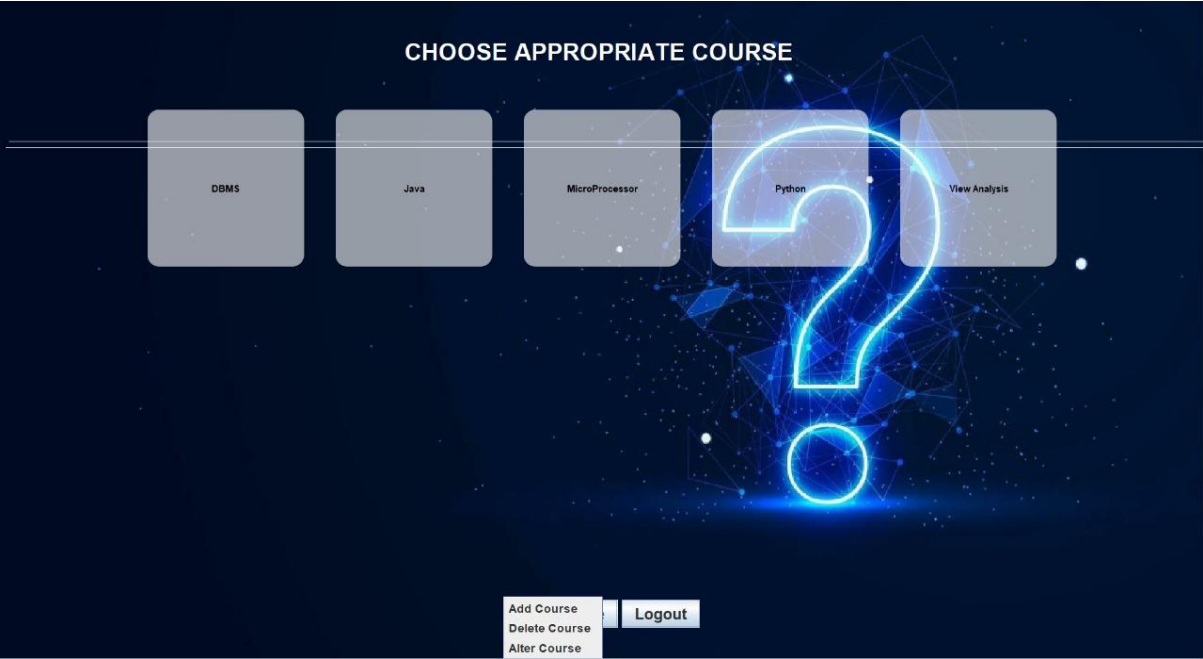 CHOOSE APPROPRIATE COURSE
DBMS
Java
MicroProcessor
Python
View Analysis
Add Course
Delete Course
Alter Course
Logout